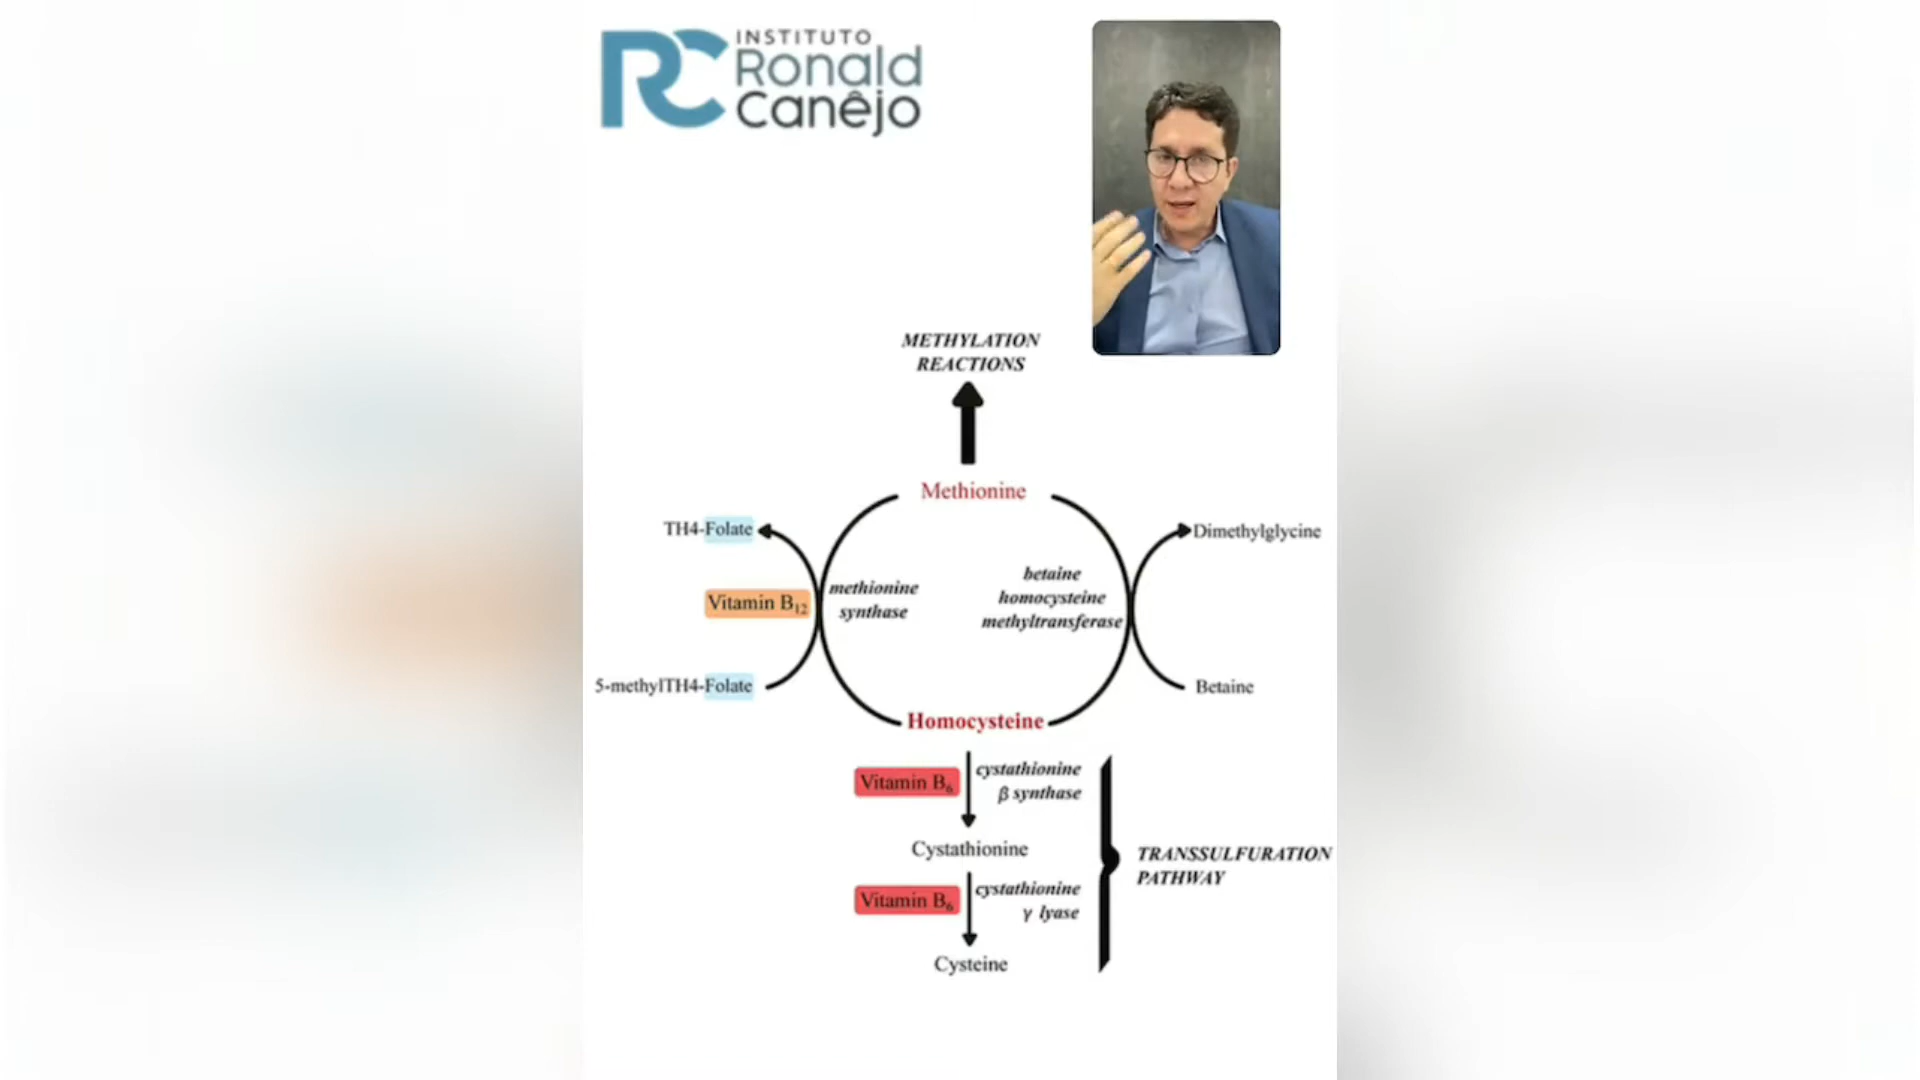 INSTITUTO
Ronald
Canêjo
METHYLATION
REACTIONS
Methionine
TH4-Folate
Dimethylglycine
methionine
synthase
Vitamin B₁₂
betaine
homocysteine
methyltransferase
5-methylTH4-Folate
Betaine
Homocysteine
Vitamin B₆
cystathionine
β synthase
Cystathionine
TRANSSULFURATION
PATHWAY
Vitamin B₆
cystathionine
γ lyase
Cysteine